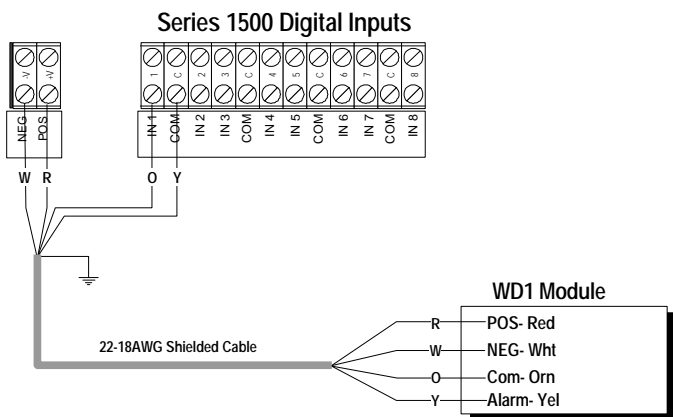 Series 1500 Digital Inputs
-V +V 1 C 2 3 C 4 5 C 6 7 C 8
NEG POS IN 1 COM IN 2 IN 3 COM IN 4 IN 5 COM IN 6 IN 7 COM IN 8
W R O Y
WD1 Module
R POS- Red
22-18AWG Shielded Cable W NEG- Wht
O Com- Orn
Y Alarm- Yel